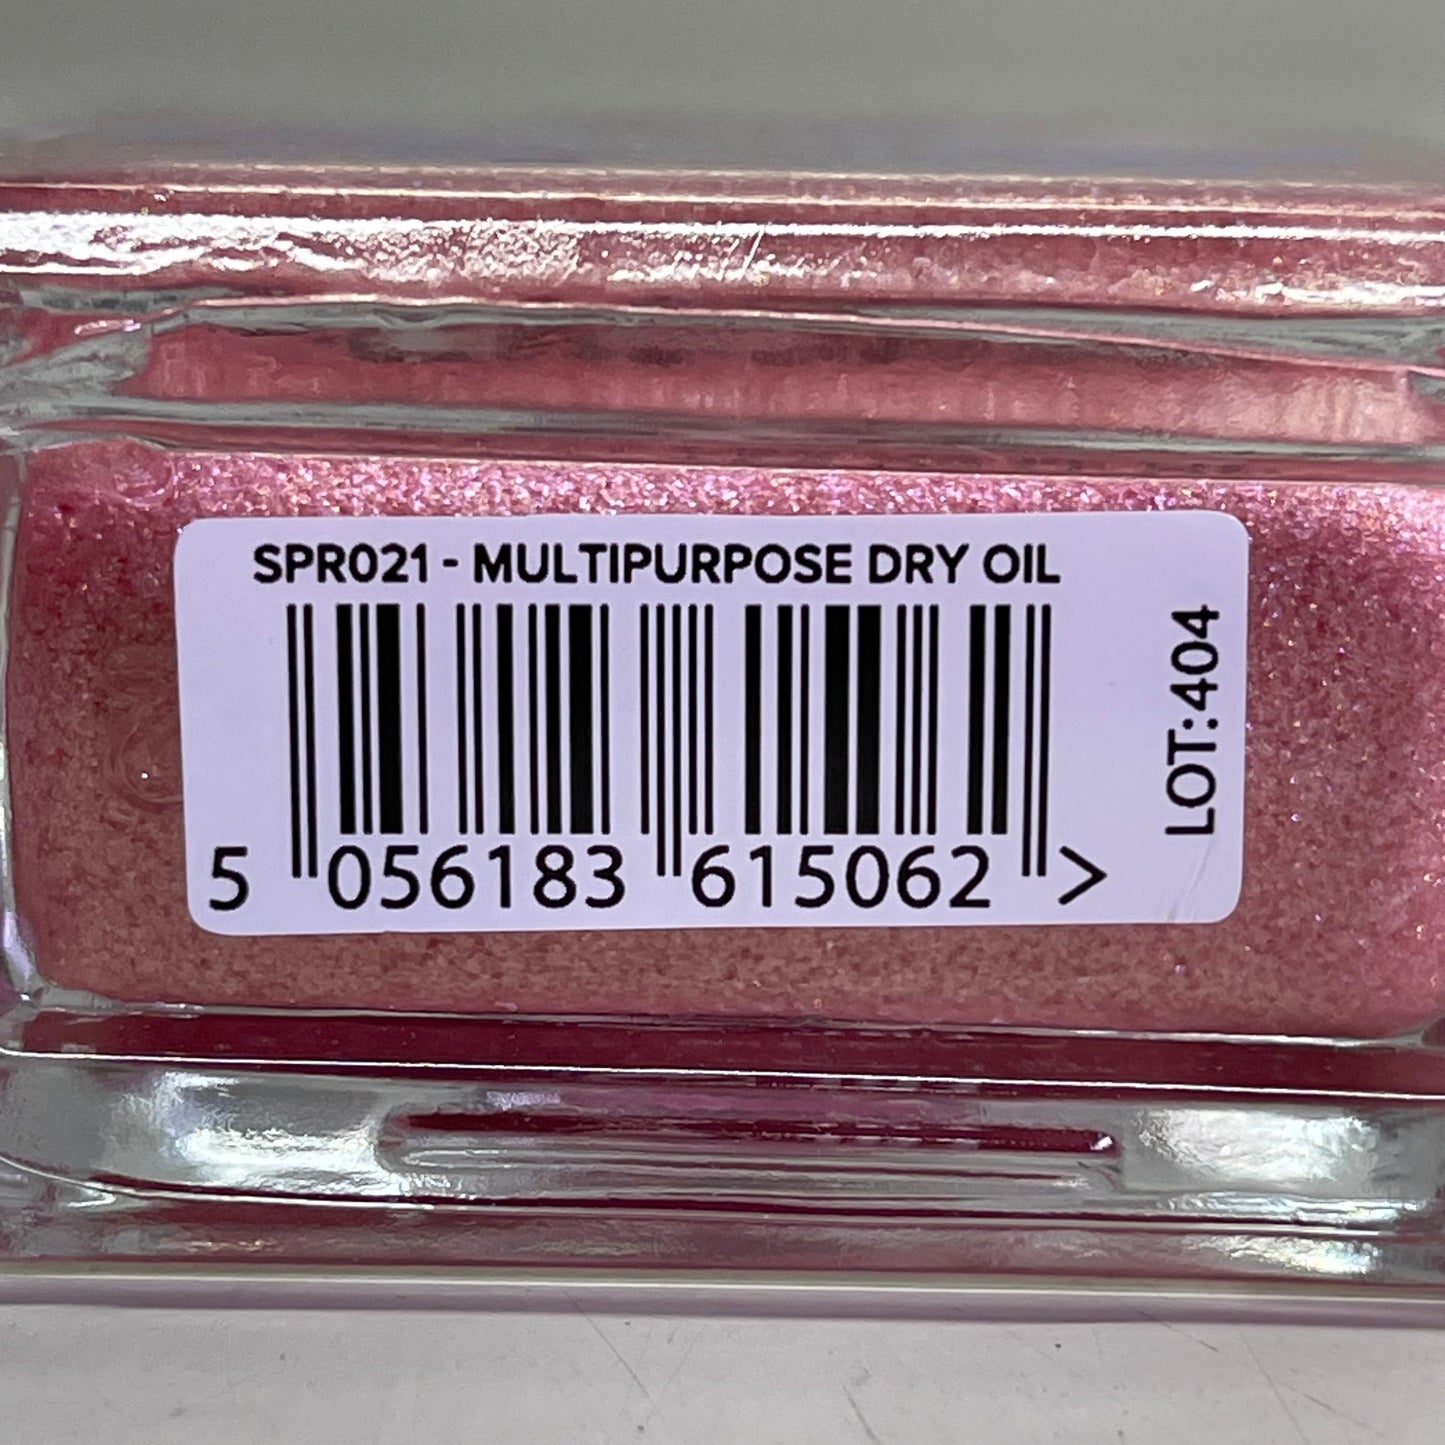 SPR021 - MULTIPURPOSE DRY OIL
5 056183 615062 >
LOT:404